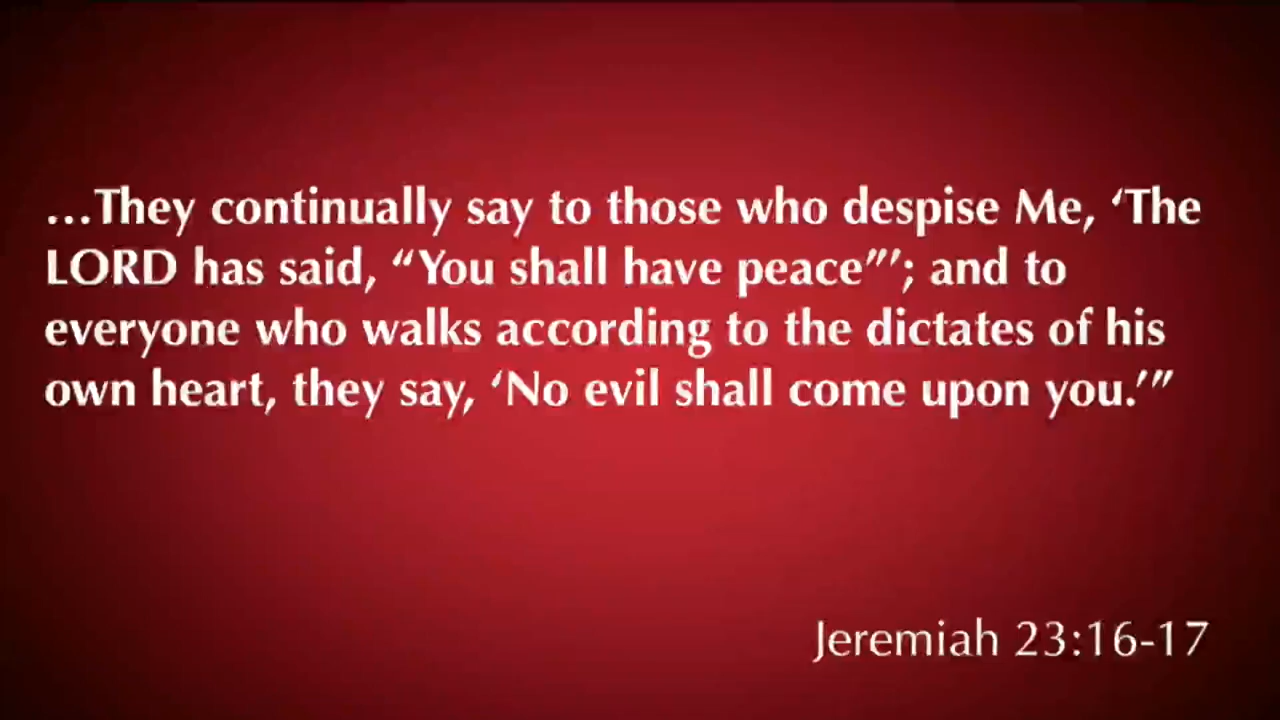 …They continually say to those who despise Me, ‘The
LORD has said, “You shall have peace”’; and to
everyone who walks according to the dictates of his
own heart, they say, ‘No evil shall come upon you.’”
Jeremiah 23:16-17